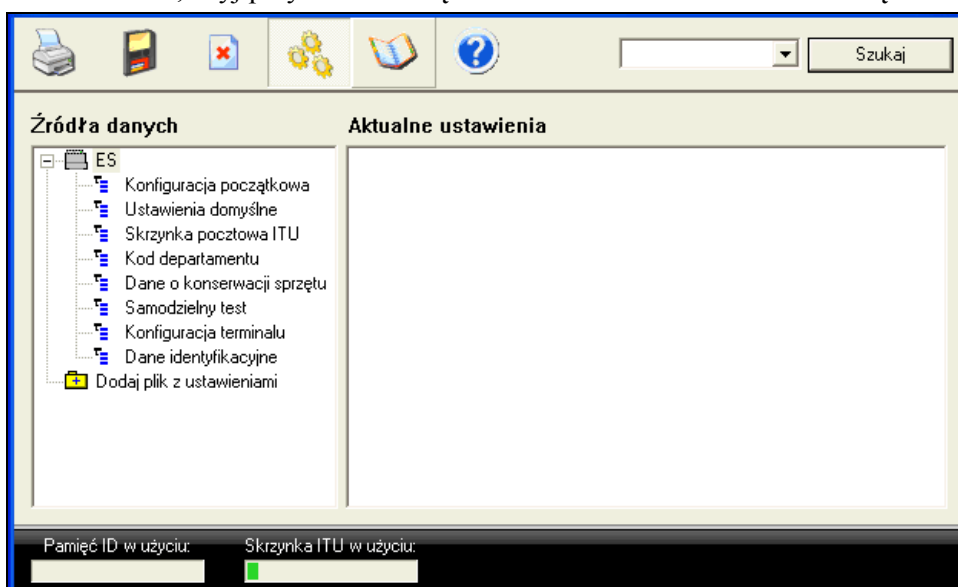 Szukaj
Źródła danych
Aktualne ustawienia
ES
Konfiguracja początkowa
Ustawienia domyślne
Skrzynka pocztowa ITU
Kod departamentu
Dane o konserwacji sprzętu
Samodzielny test
Konfiguracja terminalu
Dane identyfikacyjne
Dodaj plik z ustawieniami
Pamięć ID w użyciu:
Skrzynka ITU w użyciu: